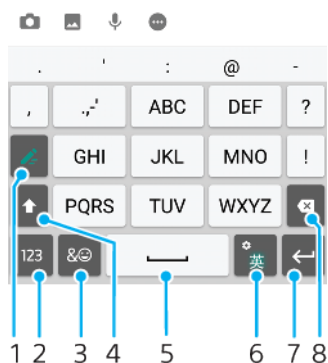 . ' : @ -
, .,-' ABC DEF ?
GHI JKL MNO !
PQRS TUV WXYZ
123 &☺ 英
1 2 3 4 5 6 7 8